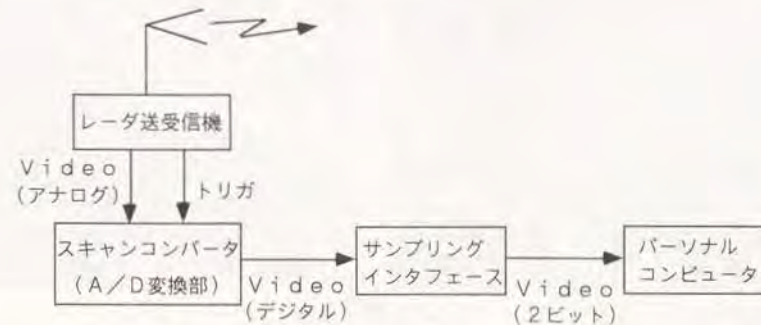 レーダ送受信機
Ｖｉｄｅｏ
(アナログ)
トリガ
スキャンコンバータ
(Ａ／Ｄ変換部)
Ｖｉｄｅｏ
(デジタル)
サンプリング
インタフェース
Ｖｉｄｅｏ
(２ビット)
パーソナル
コンピュータ